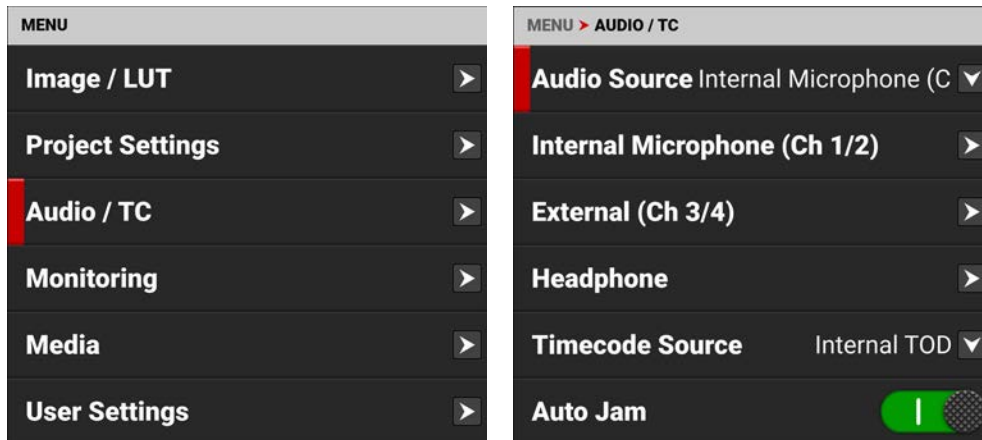 MENU
Image / LUT
Project Settings
Audio / TC
Monitoring
Media
User Settings
MENU > AUDIO / TC
Audio Source Internal Microphone (C
Internal Microphone (Ch 1/2)
External (Ch 3/4)
Headphone
Timecode Source Internal TOD
Auto Jam